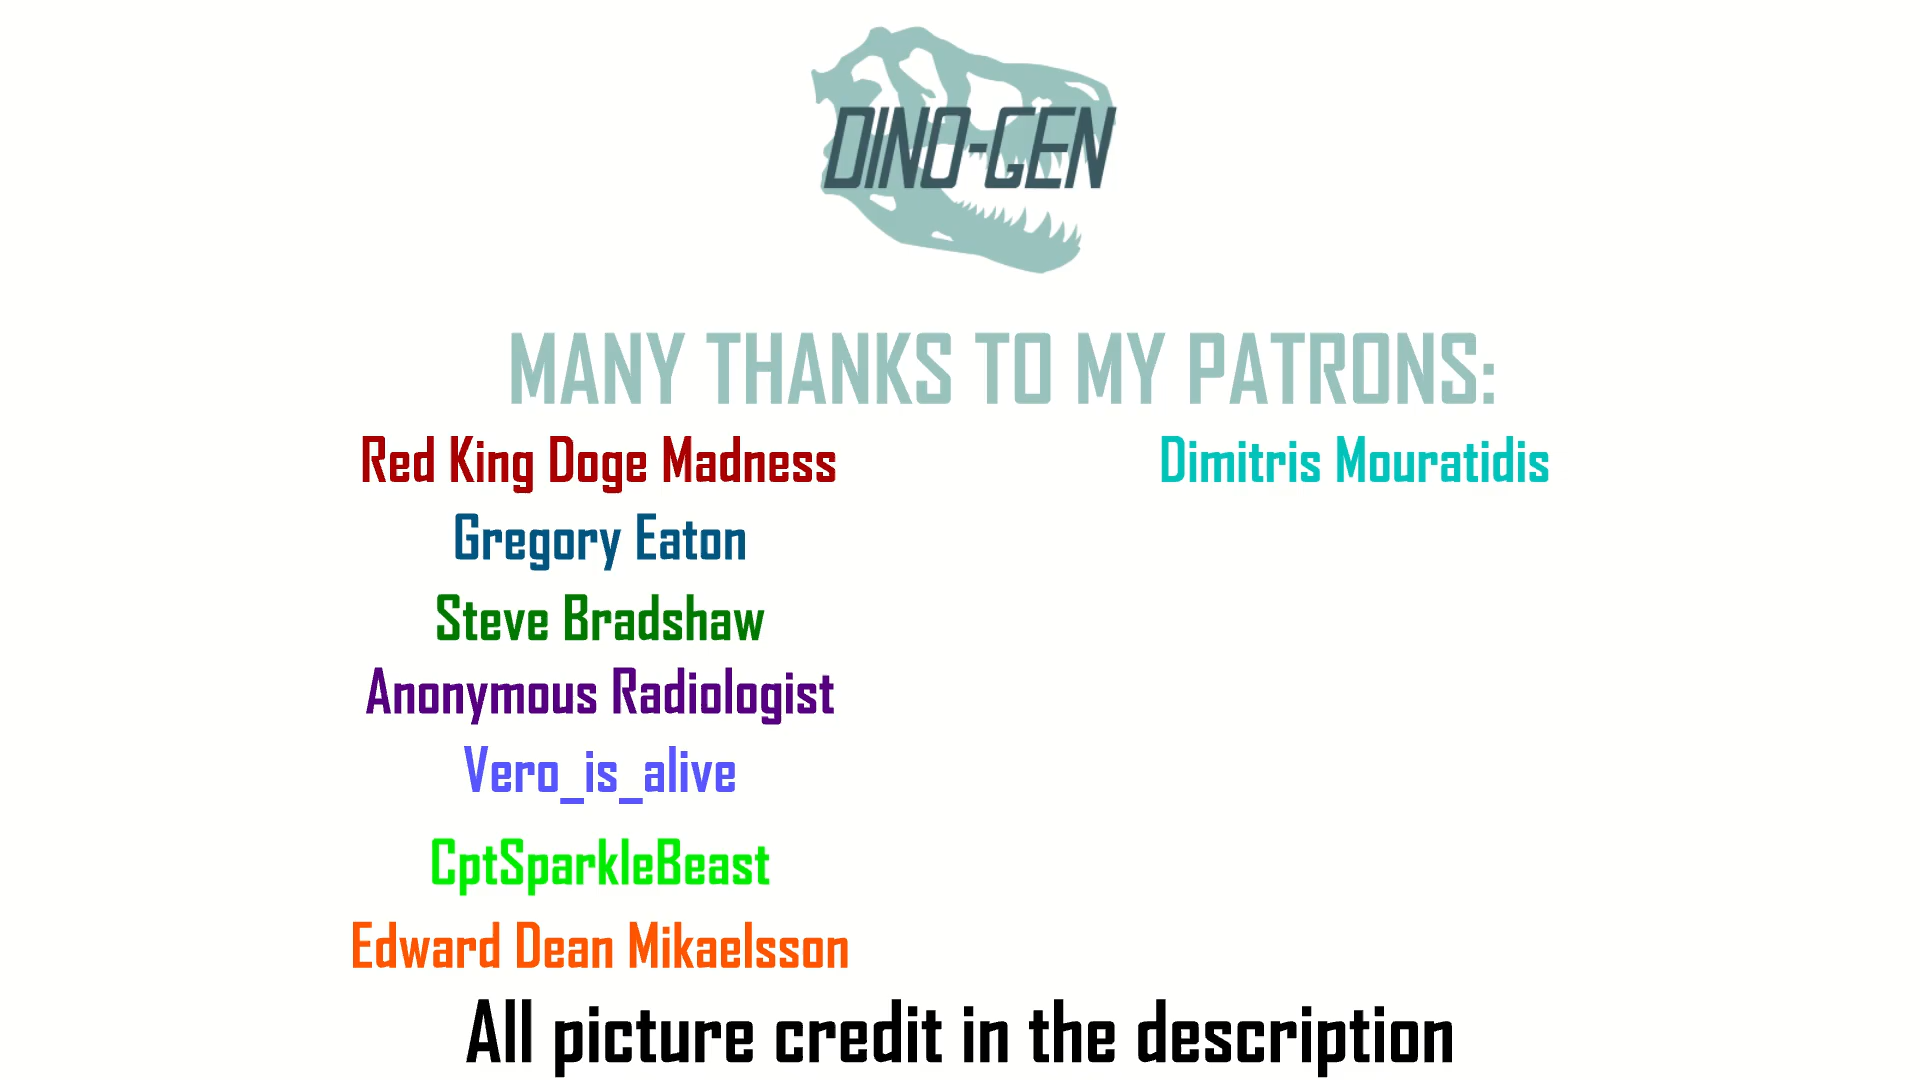 DINO-GEN
MANY THANKS TO MY PATRONS:
Red King Doge Madness
Gregory Eaton
Steve Bradshaw
Anonymous Radiologist
Vero_is_alive
CptSparkleBeast
Edward Dean Mikaelsson
Dimitris Mouratidis
All picture credit in the description